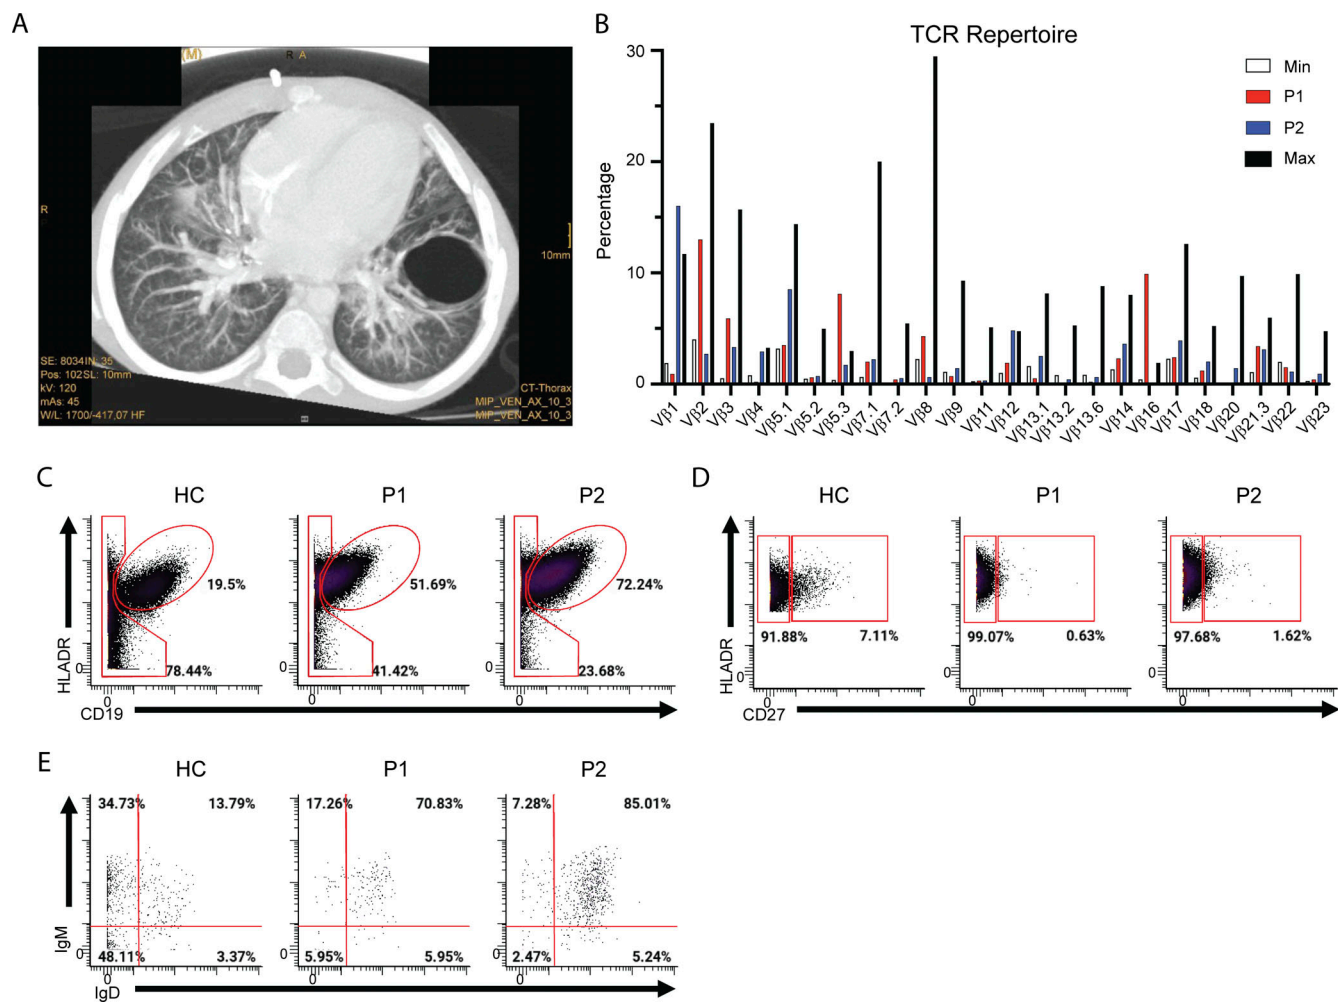 A
(M)
R A
R
10mm
SE: 8034IN: 35
Pos: 102SL: 10mm
kV: 120
mAs: 45
W/L: 1700/-417.07 HF
CT-Thorax
MIP_VEN_AX_10_3
MIP_VEN_AX_10_3
B
TCR Repertoire
Percentage
30
20
10
0
Min
P1
P2
Max
Vβ1
Vβ2
Vβ3
Vβ4
Vβ5.1
Vβ5.2
Vβ5.3
Vβ7.1
Vβ7.2
Vβ8
Vβ9
Vβ11
Vβ12
Vβ13.1
Vβ13.2
Vβ13.6
Vβ14
Vβ16
Vβ17
Vβ18
Vβ20
Vβ21.3
Vβ22
Vβ23
C
HC P1 P2
19.5% 51.69% 72.24%
78.44% 41.42% 23.68%
0 0 0
0 0 0
HLADR
CD19
D
HC P1 P2
91.88% 7.11% 99.07% 0.63% 97.68% 1.62%
0 0 0
0 0 0
HLADR
CD27
E
HC P1 P2
34.73% 13.79% 17.26% 70.83% 7.28% 85.01%
48.11% 3.37% 5.95% 5.95% 2.47% 5.24%
0 0 0
0 0 0
IgM
IgD